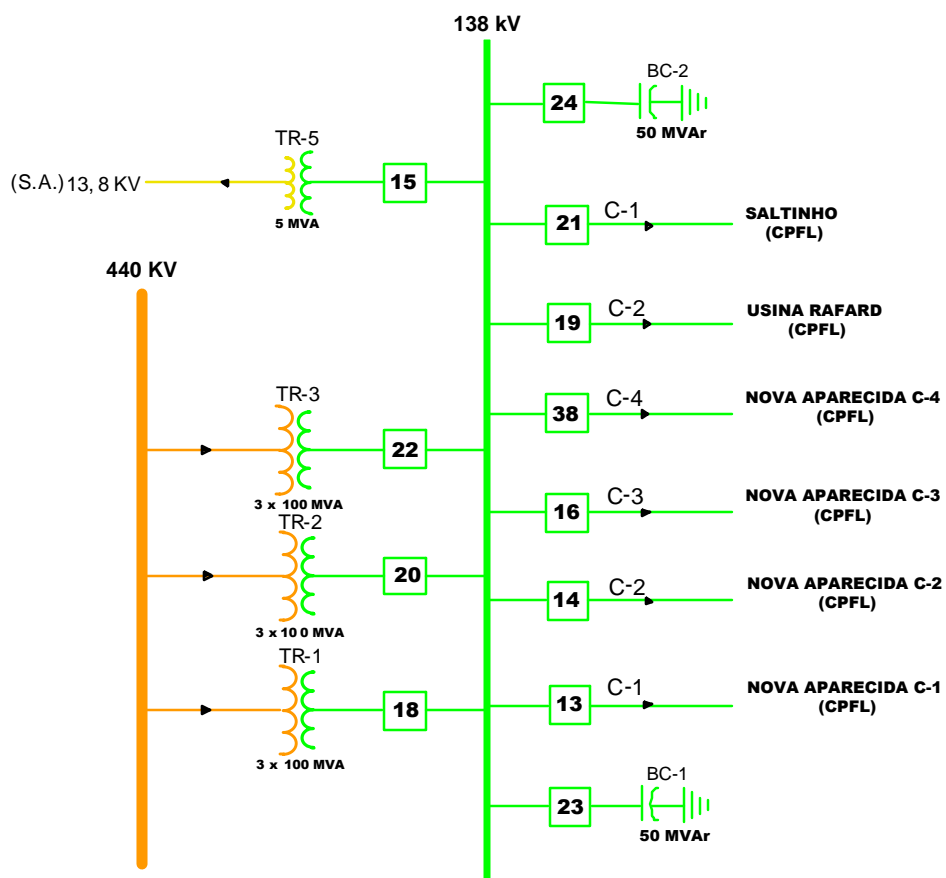 138 kV
BC-2
24
50 MVAr
TR-5
(S.A.) 13, 8 KV
15
5 MVA
C-1
21
SALTINHO
(CPFL)
440 KV
C-2
19
USINA RAFARD
(CPFL)
TR-3
22
3 x 100 MVA
C-4
38
NOVA APARECIDA C-4
(CPFL)
C-3
16
NOVA APARECIDA C-3
(CPFL)
TR-2
20
3 x 10 0 MVA
C-2
14
NOVA APARECIDA C-2
(CPFL)
TR-1
18
3 x 100 MVA
C-1
13
NOVA APARECIDA C-1
(CPFL)
BC-1
23
50 MVAr